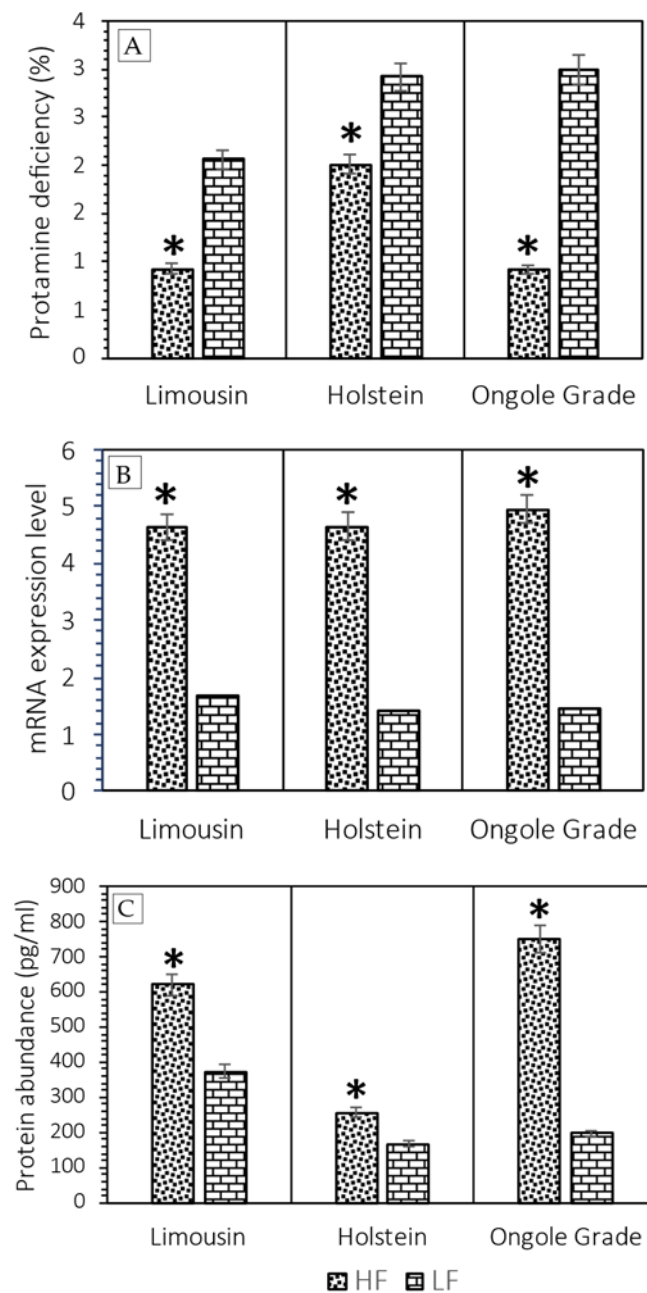 A
Protamine deficiency (%)
4
3
3
2
2
1
1
0
* * *
Limousin Holstein Ongole Grade
B
mRNA expression level
6
5
4
3
2
1
0
* * *
Limousin Holstein Ongole Grade
C
Protein abundance (pg/ml)
900
800
700
600
500
400
300
200
100
0
* * *
Limousin Holstein Ongole Grade
HF LF